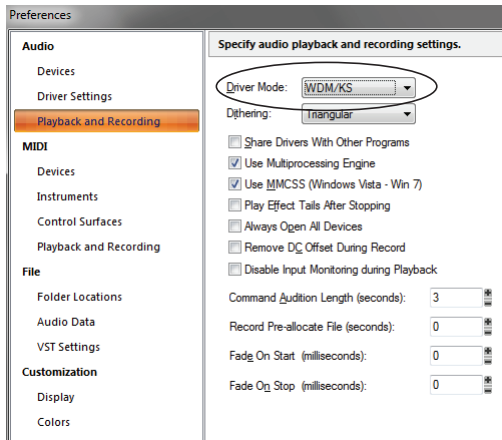 Preferences
Audio
Devices
Driver Settings
Playback and Recording
MIDI
Devices
Instruments
Control Surfaces
Playback and Recording
File
Folder Locations
Audio Data
VST Settings
Customization
Display
Colors
Specify audio playback and recording settings.
Driver Mode: WDM/KS
Dithering: Triangular
Share Drivers With Other Programs
Use Multiprocessing Engine
Use MMCSS (Windows Vista - Win 7)
Play Effect Tails After Stopping
Always Open All Devices
Remove DC Offset During Record
Disable Input Monitoring during Playback
Command Audition Length (seconds): 3
Record Pre-allocate File (seconds): 0
Fade On Start (milliseconds): 0
Fade On Stop (milliseconds): 0